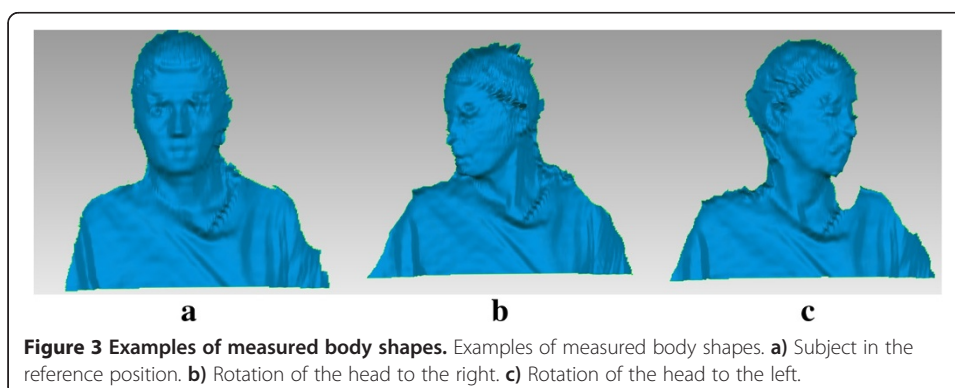 a b c
Figure 3 Examples of measured body shapes. Examples of measured body shapes. a) Subject in the
reference position. b) Rotation of the head to the right. c) Rotation of the head to the left.